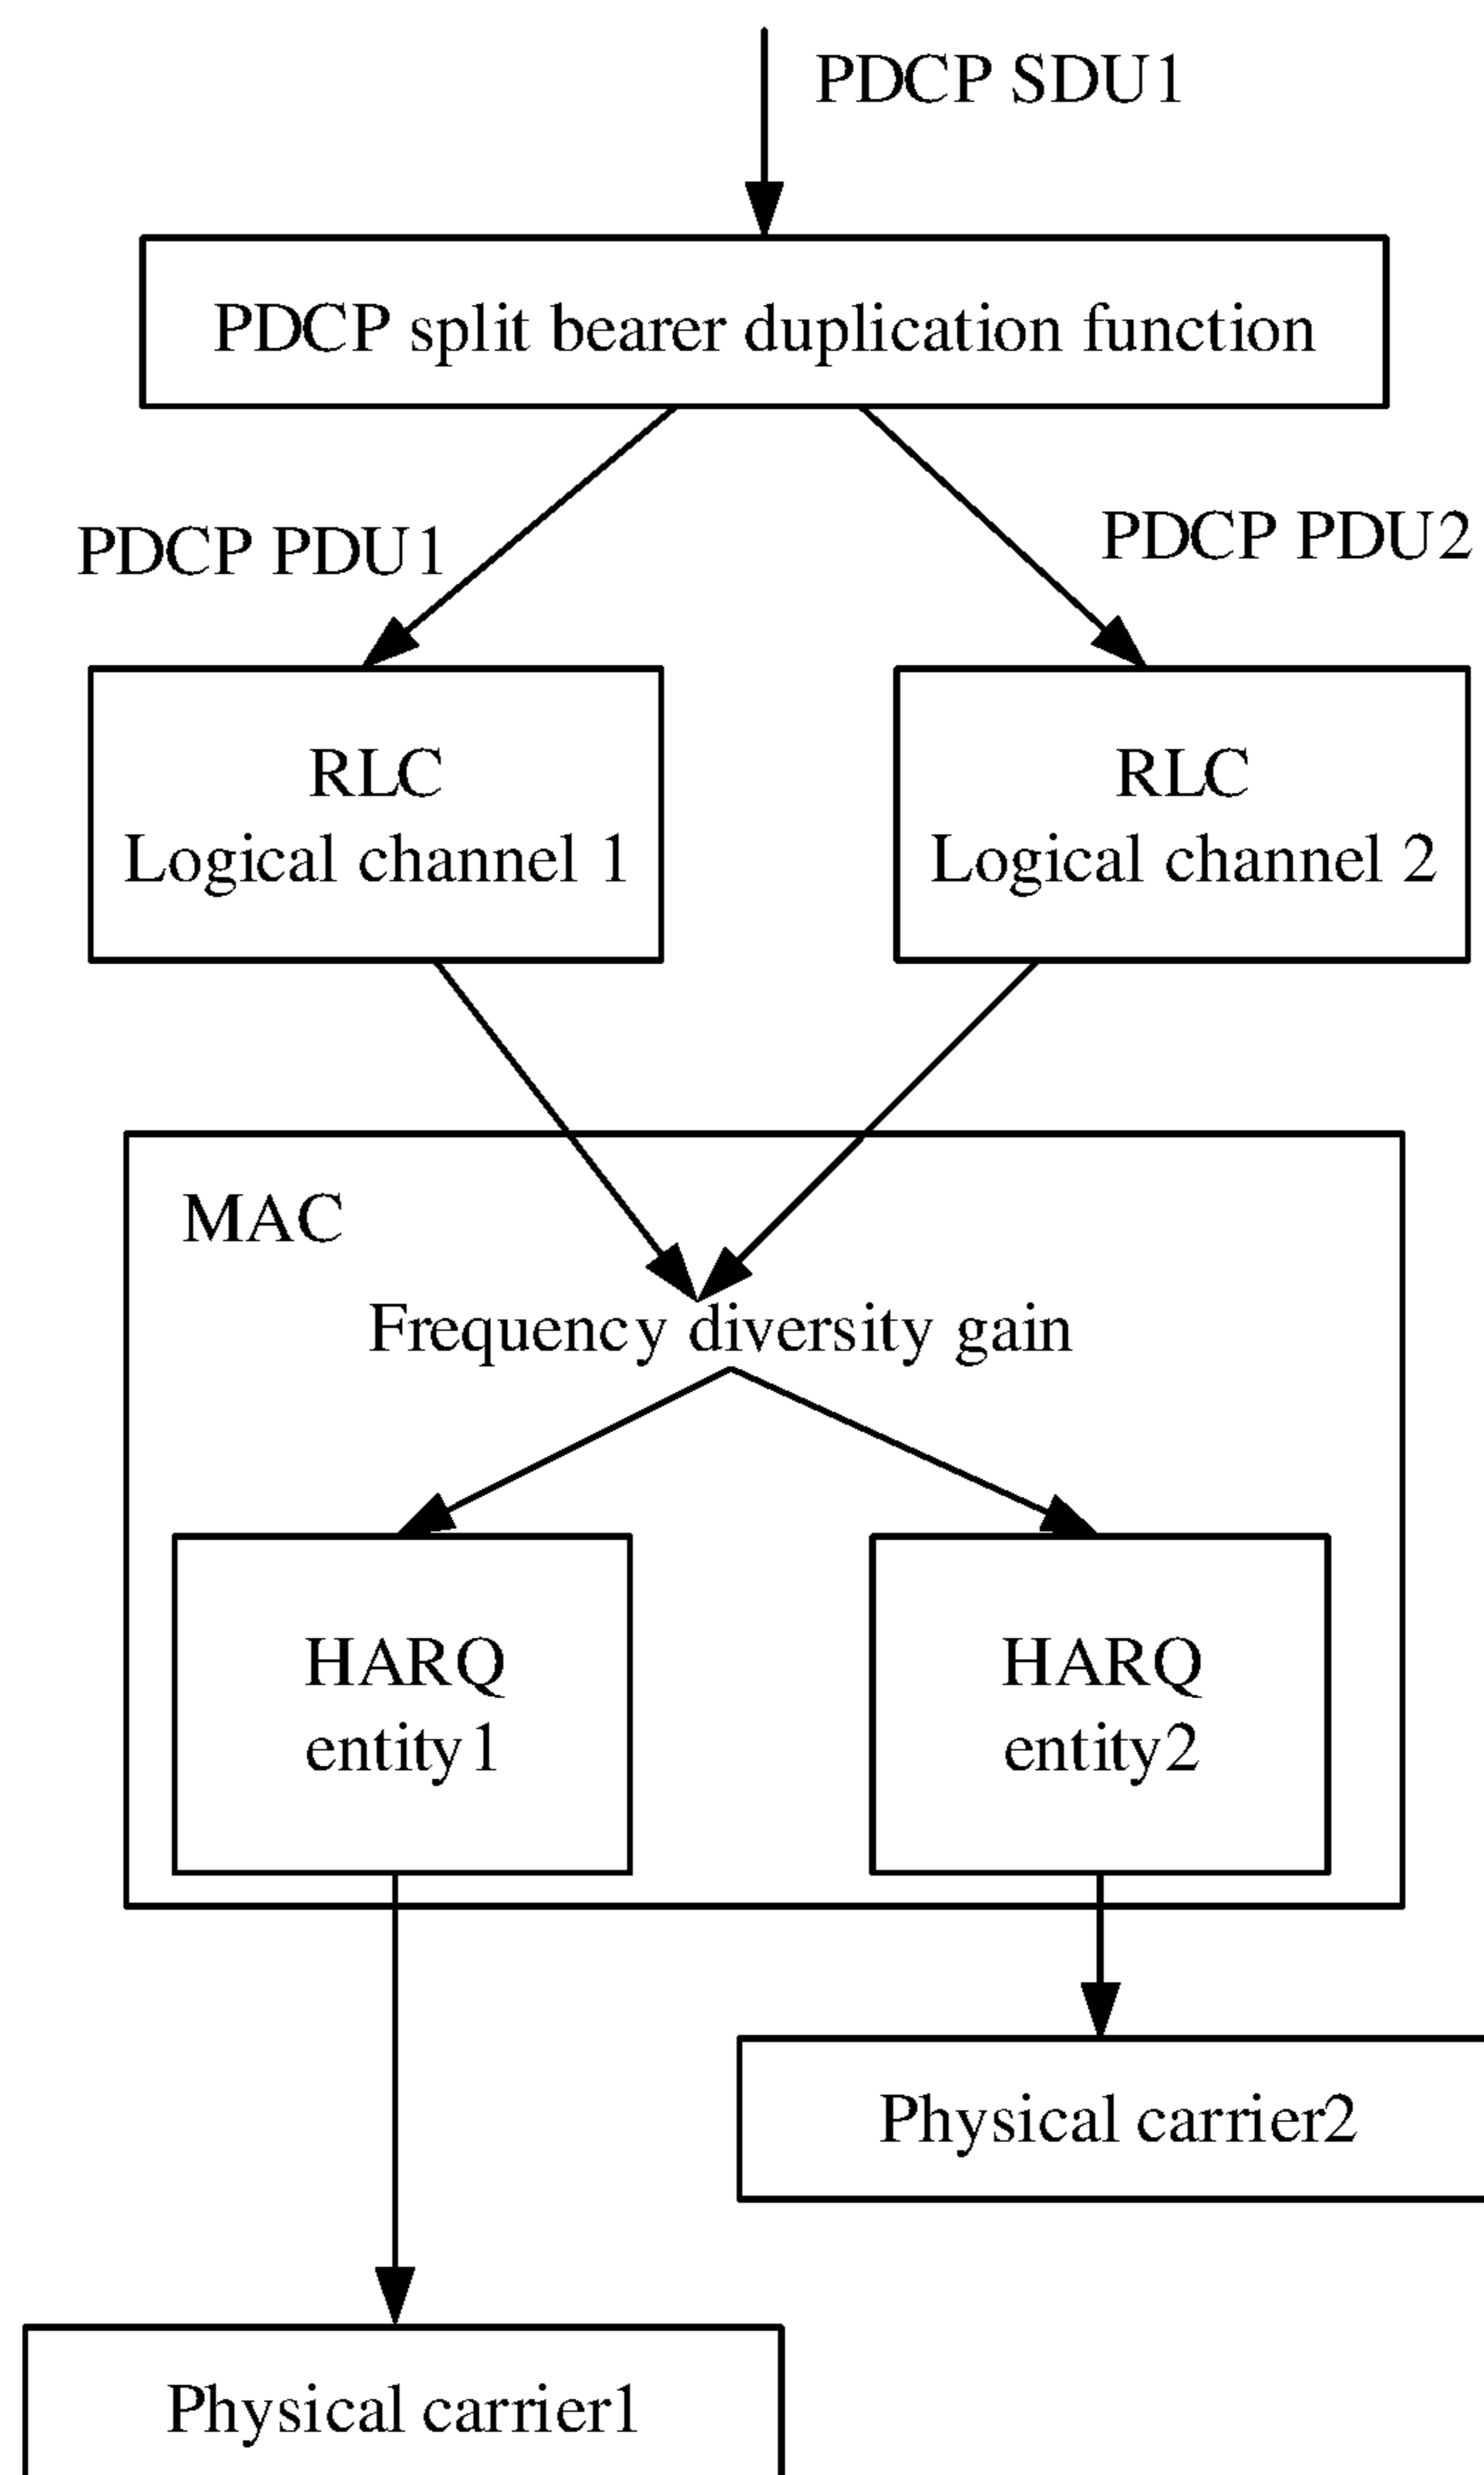 PDCP SDU1
PDCP split bearer duplication function
PDCP PDU1
PDCP PDU2
RLC
Logical channel 1
RLC
Logical channel 2
MAC
Frequency diversity gain
HARQ
entity1
HARQ
entity2
Physical carrier2
Physical carrier1